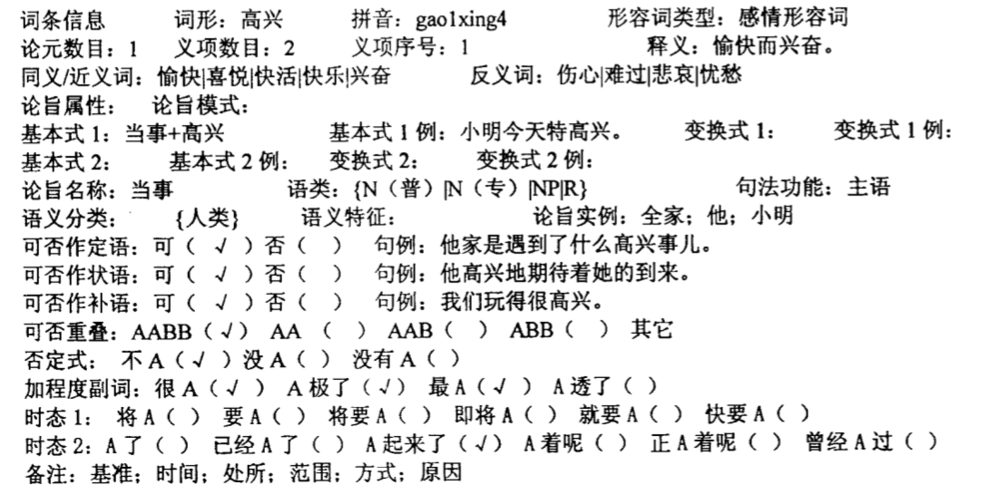 词条信息 词形：高兴 拼音：gao1xing4 形容词类型：感情形容词
论元数目：1 义项数目：2 义项序号：1 释义：愉快而兴奋。
同义/近义词：愉快|喜悦|快活|快乐|兴奋 反义词：伤心|难过|悲哀|忧愁
论旨属性： 论旨模式：
基本式 1：当事+高兴 基本式 1 例：小明今天特高兴。 变换式 1： 变换式 1 例：
基本式 2： 基本式 2 例： 变换式 2： 变换式 2 例：
论旨名称：当事 语类：{N（普）|N（专）|NP|R} 句法功能：主语
语义分类： {人类} 语义特征： 论旨实例：全家；他；小明
可否作定语：可（ √ ）否（ ） 句例：他家是遇到了什么高兴事儿。
可否作状语：可（ √ ）否（ ） 句例：他高兴地期待着她的到来。
可否作补语：可（ √ ）否（ ） 句例：我们玩得很高兴。
可否重叠：AABB（√） AA （ ） AAB（ ） ABB（ ） 其它
否定式： 不 A（√ ）没 A（ ） 没有 A（ ）
加程度副词：很 A（√ ） A 极了（√） 最 A（√ ） A 透了（ ）
时态 1： 将 A（ ） 要 A（ ） 将要 A（ ） 即将 A（ ） 就要 A（ ） 快要 A（ ）
时态 2：A 了（ ） 已经 A 了（ ） A 起来了（√） A 着呢（ ） 正 A 着呢（ ） 曾经 A 过（ ）
备注：基准；时间；处所；范围；方式；原因